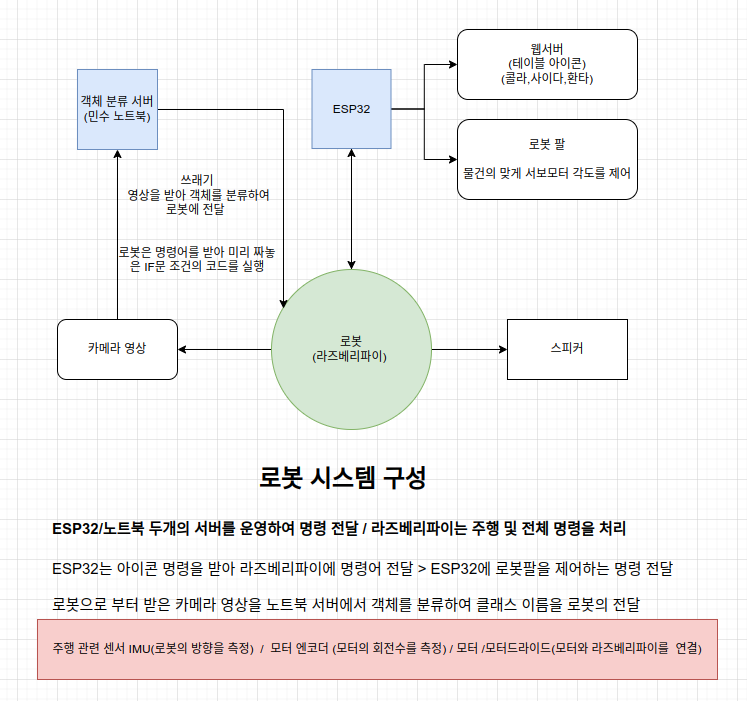 웹서버
(테이블 아이콘)
(콜라,사이다,환타)
객체 분류 서버
(민수 노트북)
ESP32
로봇 팔
물건의 맞게 서보모터 각도를 제어
쓰래기
영상을 받아 객체를 분류하여
로봇에 전달
로봇은 명령어를 받아 미리 짜놓
은 IF문 조건의 코드를 실행
카메라 영상
로봇
(라즈베리파이)
스피커
로봇 시스템 구성
ESP32/노트북 두개의 서버를 운영하여 명령 전달 / 라즈베리파이는 주행 및 전체 명령을 처리
ESP32는 아이콘 명령을 받아 라즈베리파이에 명령어 전달 > ESP32에 로봇팔을 제어하는 명령 전달
로봇으로 부터 받은 카메라 영상을 노트북 서버에서 객체를 분류하여 클래스 이름을 로봇의 전달
주행 관련 센서 IMU(로봇의 방향을 측정) / 모터 엔코더 (모터의 회전수를 측정) / 모터 /모터드라이드(모터와 라즈베리파이를 연결)